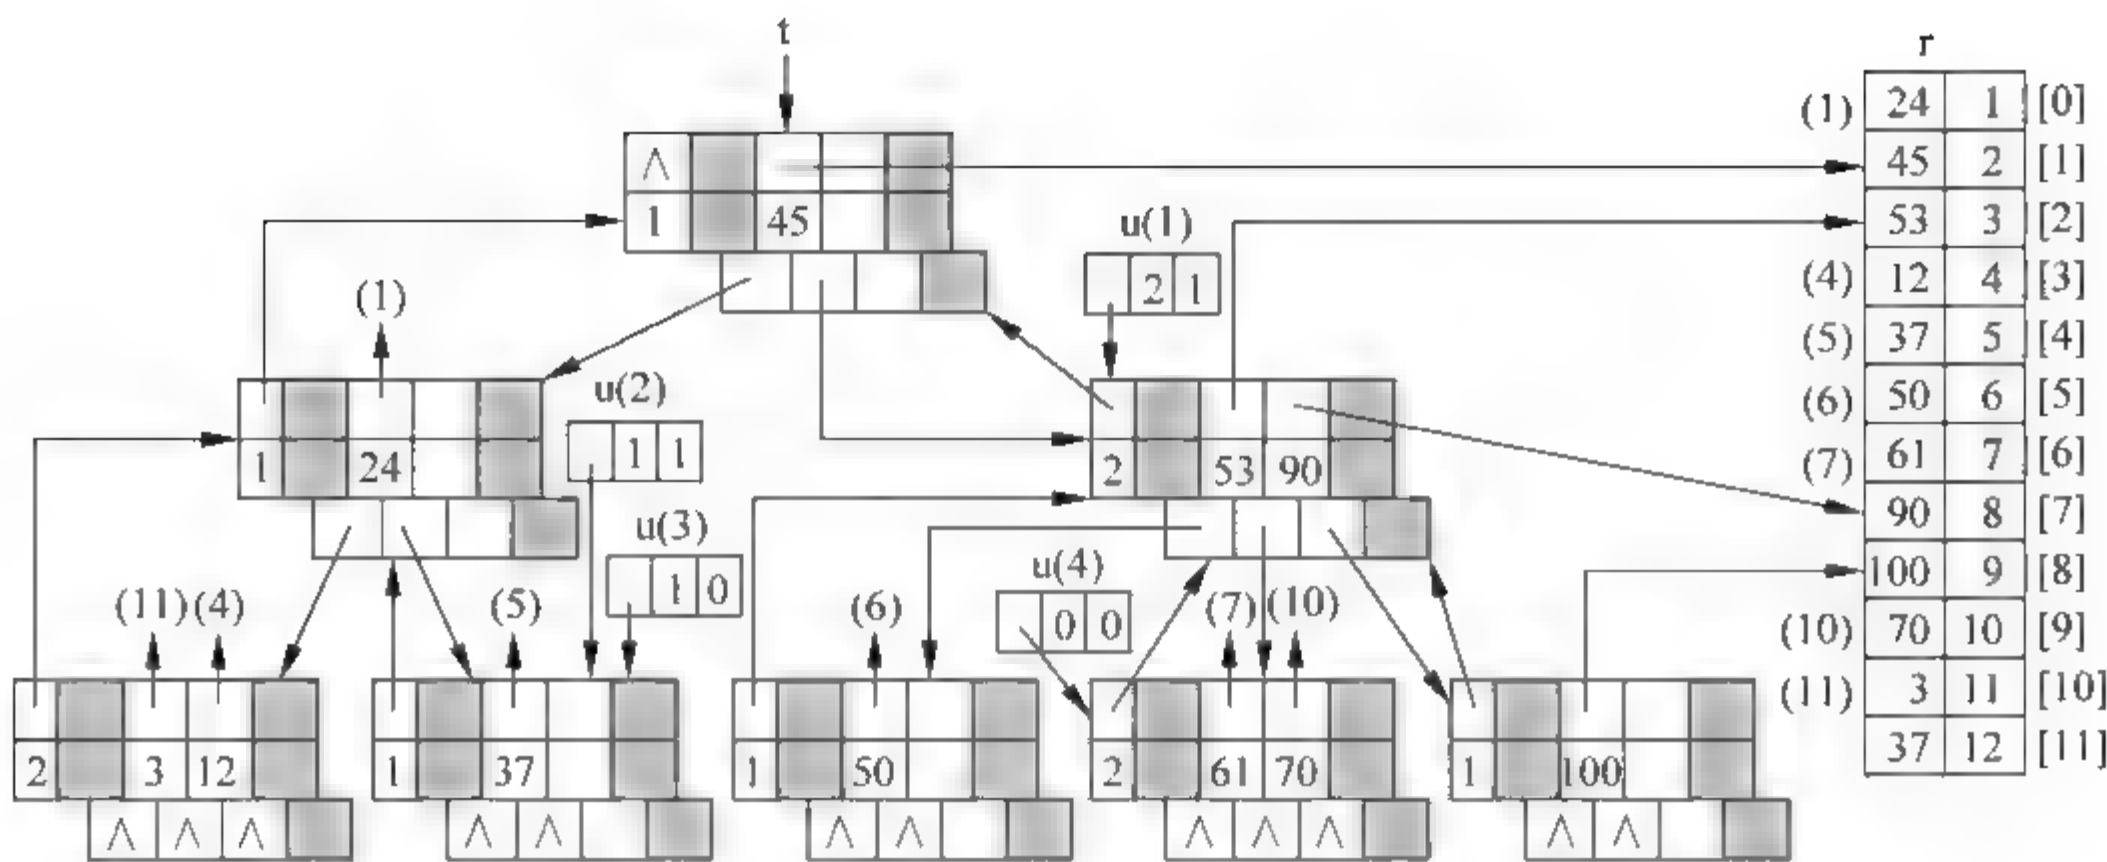 t
r
(1) 24 1 [0]
∧ 45 2 [1]
1 45 u(1) 53 3 [2]
2 1
(1) (4) 12 4 [3]
(5) 37 5 [4]
u(2) (6) 50 6 [5]
1 24 1 1 2 53 90 (7) 61 7 [6]
90 8 [7]
u(3)
1 0 u(4) 100 9 [8]
(11) (4) (5) (6) 0 0 (7) (10) (10) 70 10 [9]
(11) 3 11 [10]
2 3 12 1 37 1 50 2 61 70 1 100 37 12 [11]
∧ ∧ ∧ ∧ ∧ ∧ ∧ ∧ ∧ ∧ ∧ ∧